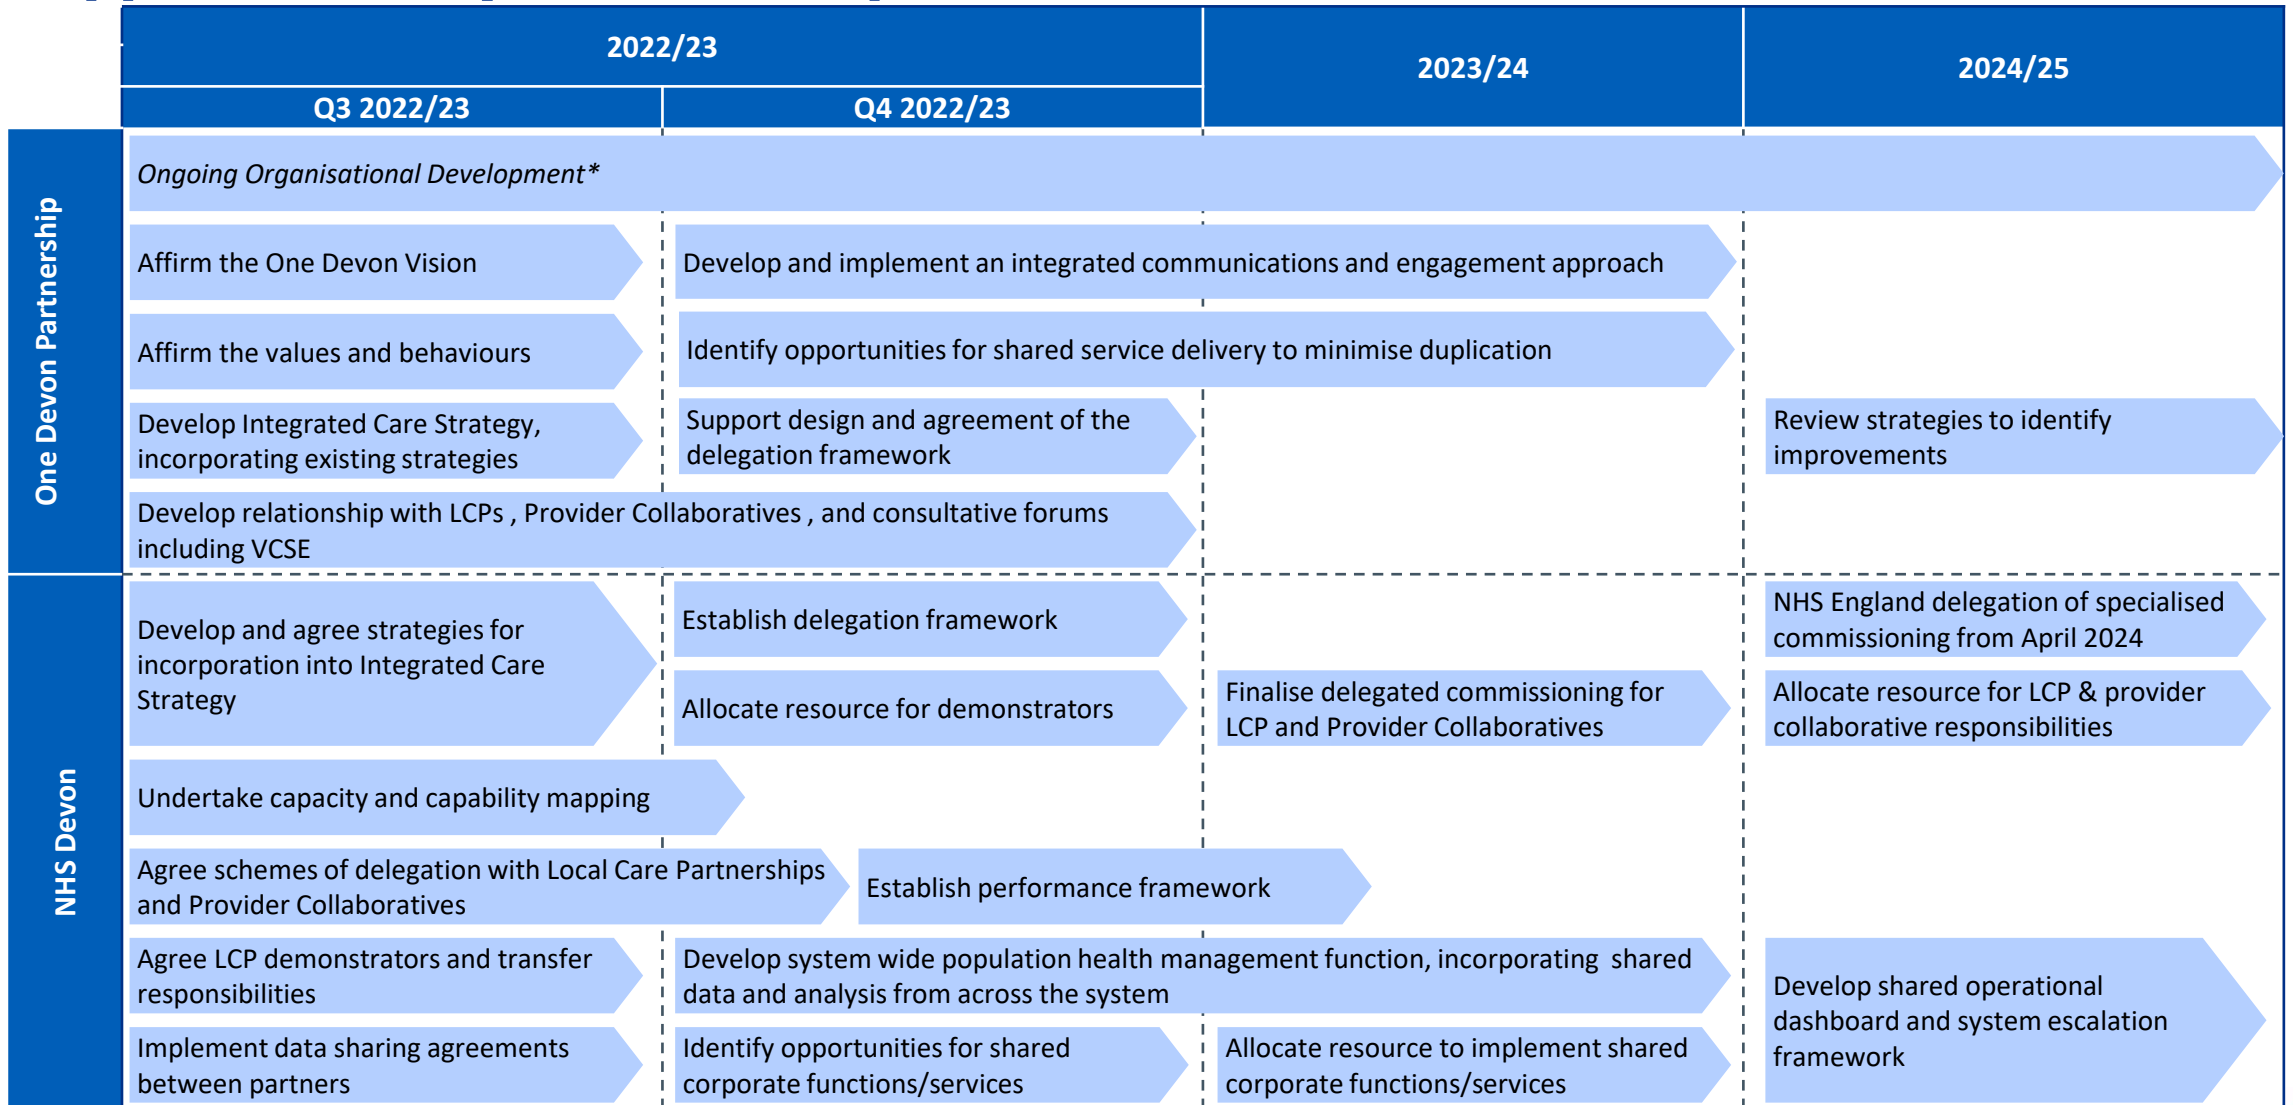 2022/23
2023/24
2024/25
Q3 2022/23
Q4 2022/23
One Devon Partnership
Ongoing Organisational Development*
Affirm the One Devon Vision
Develop and implement an integrated communications and engagement approach
Affirm the values and behaviours
Identify opportunities for shared service delivery to minimise duplication
Develop Integrated Care Strategy,
incorporating existing strategies
Support design and agreement of the
delegation framework
Review strategies to identify
improvements
Develop relationship with LCPs , Provider Collaboratives , and consultative forums
including VCSE
NHS Devon
Develop and agree strategies for
incorporation into Integrated Care
Strategy
Establish delegation framework
NHS England delegation of specialised
commissioning from April 2024
Allocate resource for demonstrators
Finalise delegated commissioning for
LCP and Provider Collaboratives
Allocate resource for LCP & provider
collaborative responsibilities
Undertake capacity and capability mapping
Agree schemes of delegation with Local Care Partnerships
and Provider Collaboratives
Establish performance framework
Agree LCP demonstrators and transfer
responsibilities
Develop system wide population health management function, incorporating  shared
data and analysis from across the system
Develop shared operational
dashboard and system escalation
framework
Implement data sharing agreements
between partners
Identify opportunities for shared
corporate functions/services
Allocate resource to implement shared
corporate functions/services